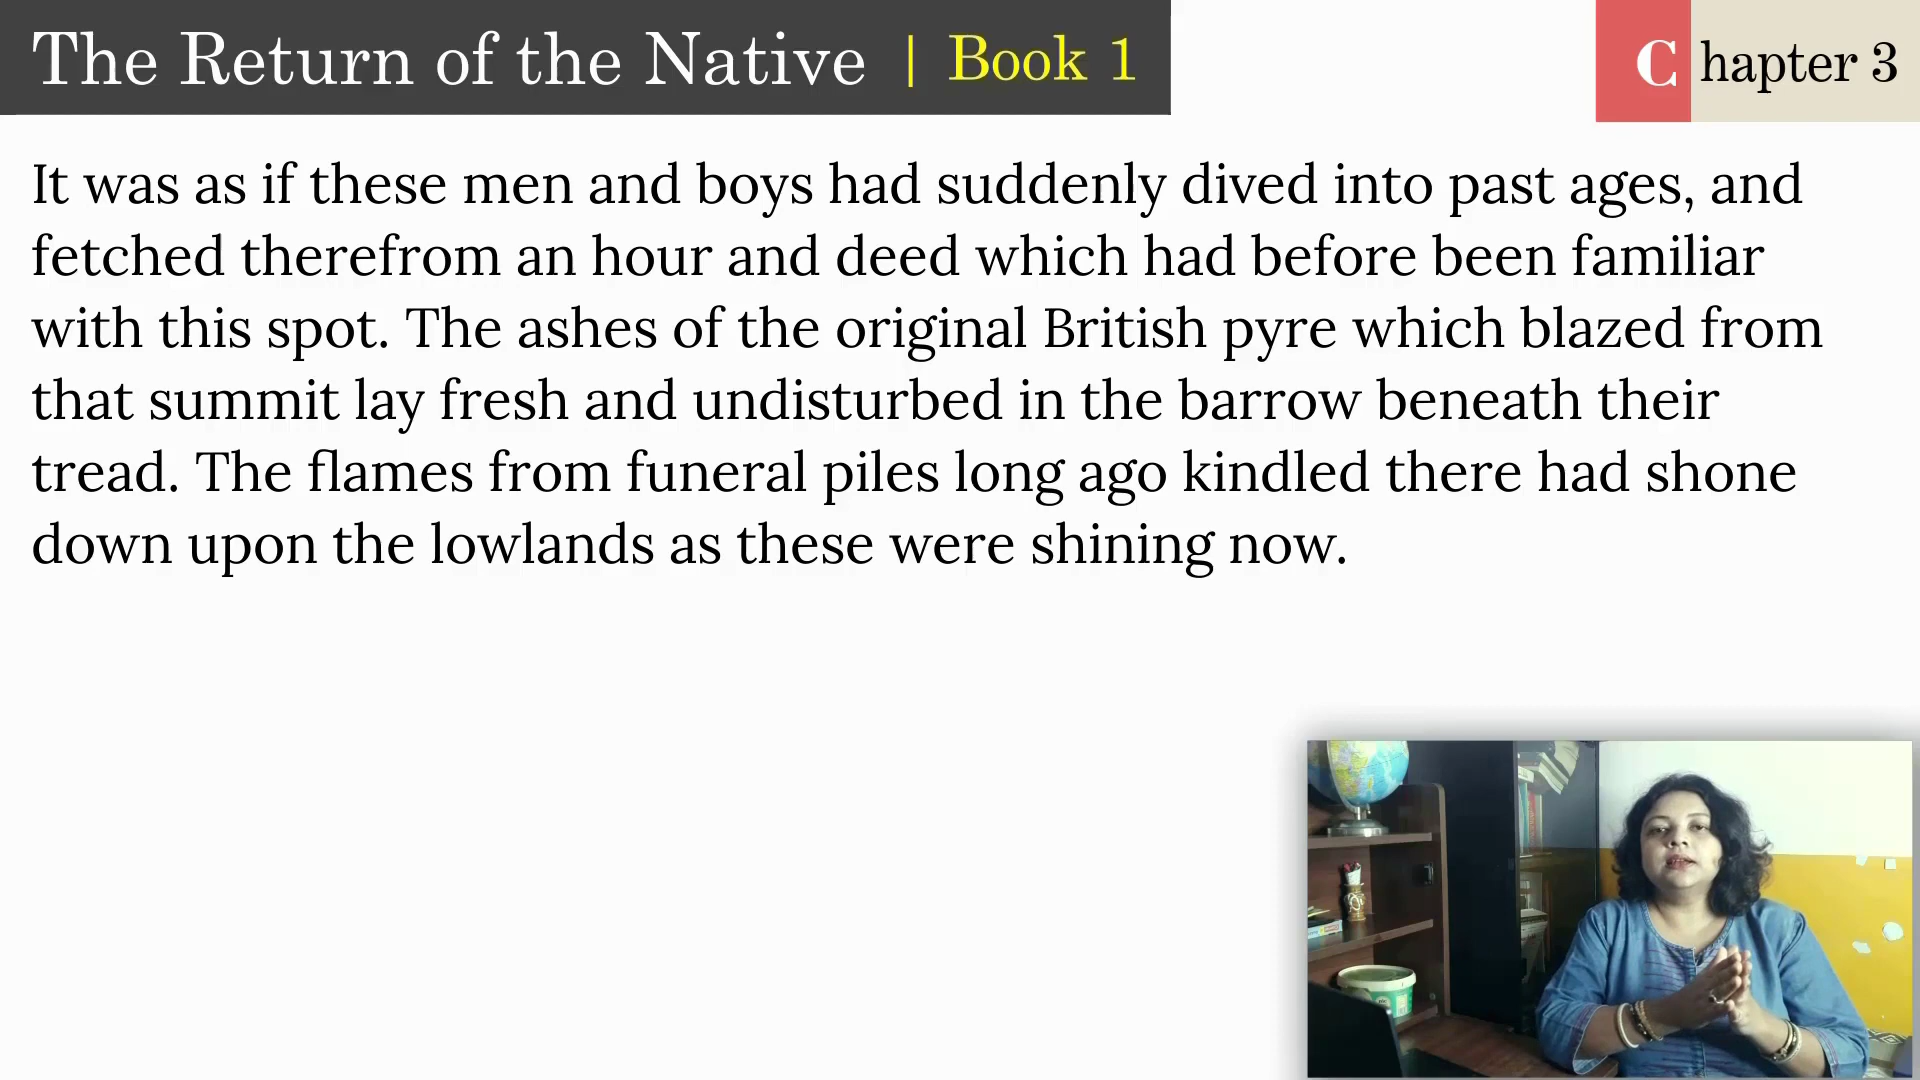 The Return of the Native | Book 1
Chapter 3
It was as if these men and boys had suddenly dived into past ages, and
fetched therefrom an hour and deed which had before been familiar
with this spot. The ashes of the original British pyre which blazed from
that summit lay fresh and undisturbed in the barrow beneath their
tread. The flames from funeral piles long ago kindled there had shone
down upon the lowlands as these were shining now.